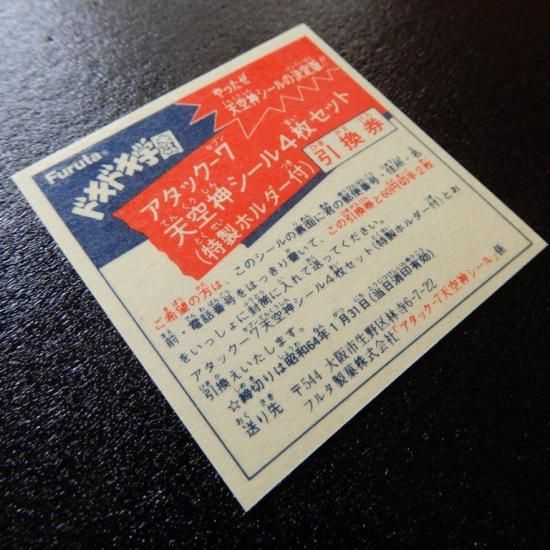 Furuta®
ドキドキ学園
やったぜ
天空神シールの決定版!!
アタック−7
天空神シール4枚セット
(特製ホルダー付)
引換券
ご希望の方は、このシールの裏面に君の郵便番号・住所・名
前・電話番号をはっきり書いて、この引換券と60円切手2枚
をいっしょに封筒に入れて送ってください。
アタック−7天空神シール4枚セット(特製ホルダー付)とお
引換えいたします。
☆締切りは昭和64年1月31日(当日消印有効)
送り先 〒544 大阪市生野区林寺6-7-22
フルタ製菓株式会社「アタック−7天空神シール」係